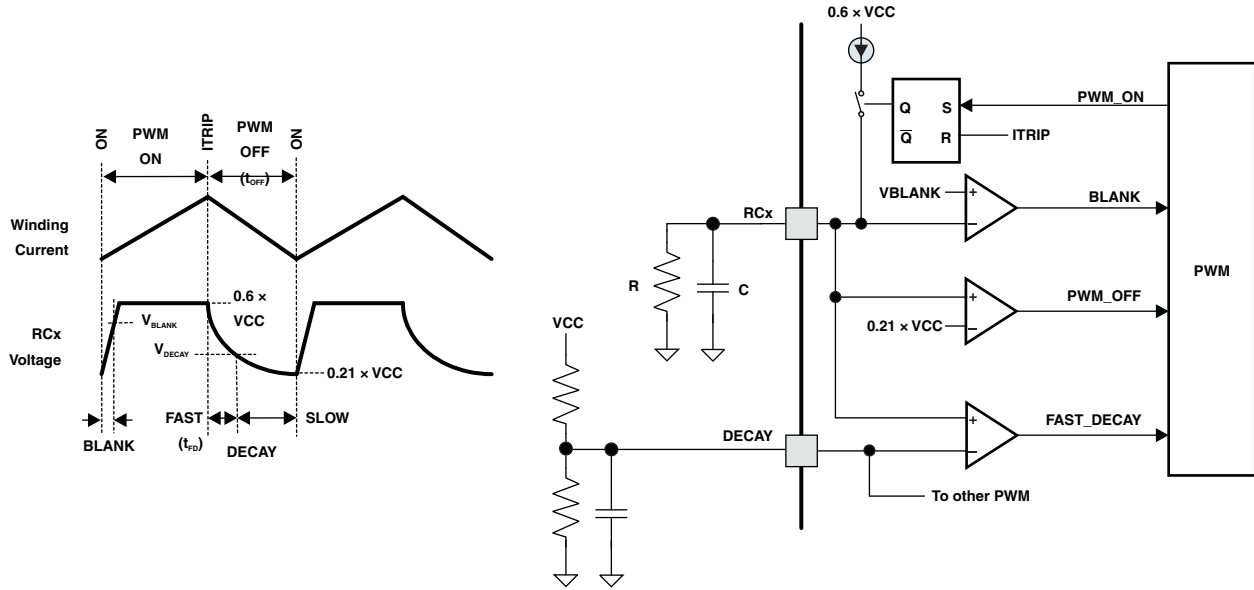 ON
PWM
ON
ITRIP
PWM
OFF
(tOFF)
ON
Winding
Current
0.6 ×
VCC
VBLANK
RCx
Voltage
VDECAY
0.21 × VCC
BLANK
FAST
(tFD)
DECAY
SLOW
0.6 × VCC
Q S
Q̅ R
PWM_ON
ITRIP
VBLANK
+
−
BLANK
RCx
R
C
+
−
0.21 × VCC
PWM_OFF
PWM
VCC
DECAY
+
−
FAST_DECAY
To other PWM